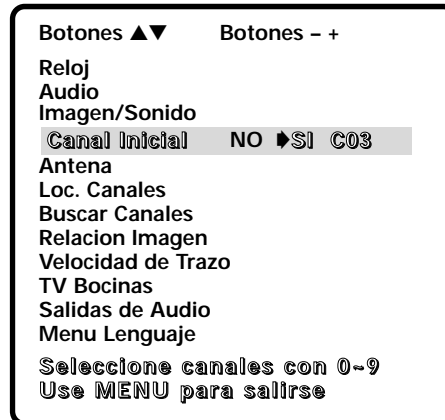 Botones ▲▼ Botones – +
Reloj
Audio
Imagen/Sonido
Canal Inicial NO ➧SI C03
Antena
Loc. Canales
Buscar Canales
Relacion Imagen
Velocidad de Trazo
TV Bocinas
Salidas de Audio
Menu Lenguaje
Seleccione canales con 0~9
Use MENU para salirse